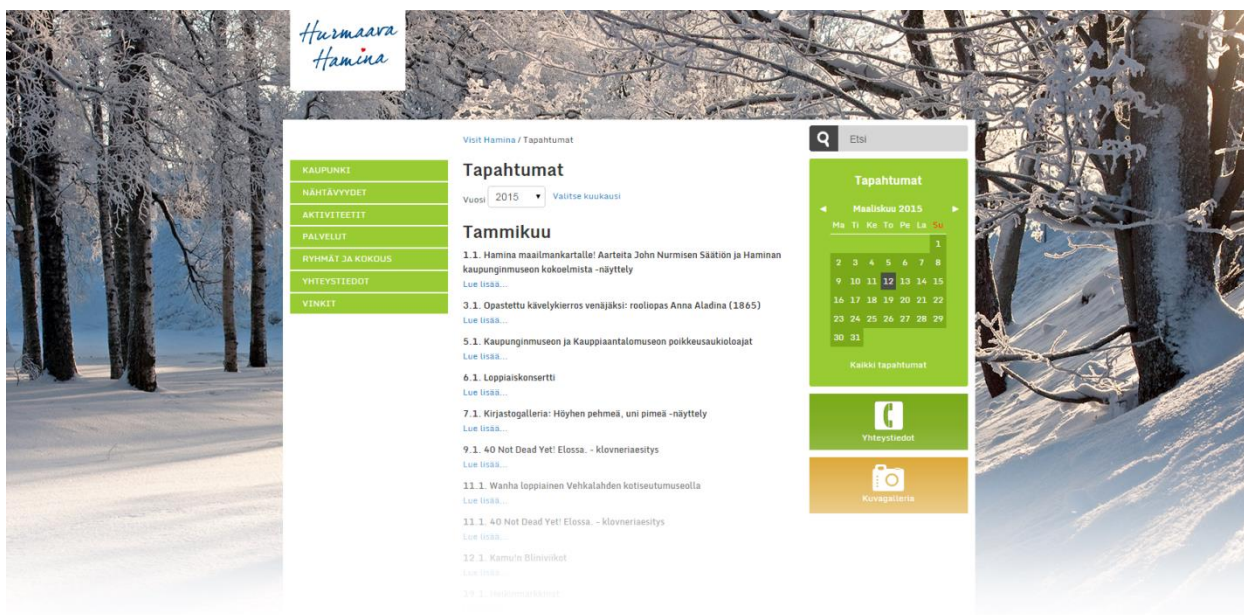 Hurmaava
Hamina
KAUPUNKI
NÄHTÄVYYDET
AKTIVITEETIT
PALVELUT
RYHMÄT JA KOKOUS
YHTEYSTIEDOT
VINKIT
Visit Hamina / Tapahtumat
Tapahtumat
Vuosi 2015 Valitse kuukausi
Tammikuu
1.1. Hamina maailmankartalle! Aarteita John Nurmisen Säätiön ja Haminan
kaupunginmuseon kokoelmista -näyttely
Lue lisää...
3.1. Opastettu kävelykierros venäjäksi: rooliopas Anna Aladina (1865)
Lue lisää...
5.1. Kaupunginmuseon ja Kauppiaantalomuseon poikkeusaukioloajat
Lue lisää...
6.1. Loppiaiskonsertti
Lue lisää...
7.1. Kirjastogalleria: Höyhen pehmeä, uni pimeä -näyttely
Lue lisää...
9.1. 40 Not Dead Yet! Elossa. - klovneriaesitys
Lue lisää...
11.1. Wanha loppiainen Vehkalahden kotiseutumuseolla
Lue lisää...
11.1. 40 Not Dead Yet! Elossa. - klovneriaesitys
Lue lisää...
12.1. Kamu'n Bliniviikot
Lue lisää...
Etsi
Tapahtumat
Maaliskuu 2015
Ma Ti Ke To Pe La Su
1
2 3 4 5 6 7 8
9 10 11 12 13 14 15
16 17 18 19 20 21 22
23 24 25 26 27 28 29
30 31
Kaikki tapahtumat
Yhteystiedot
Kuvagalleria